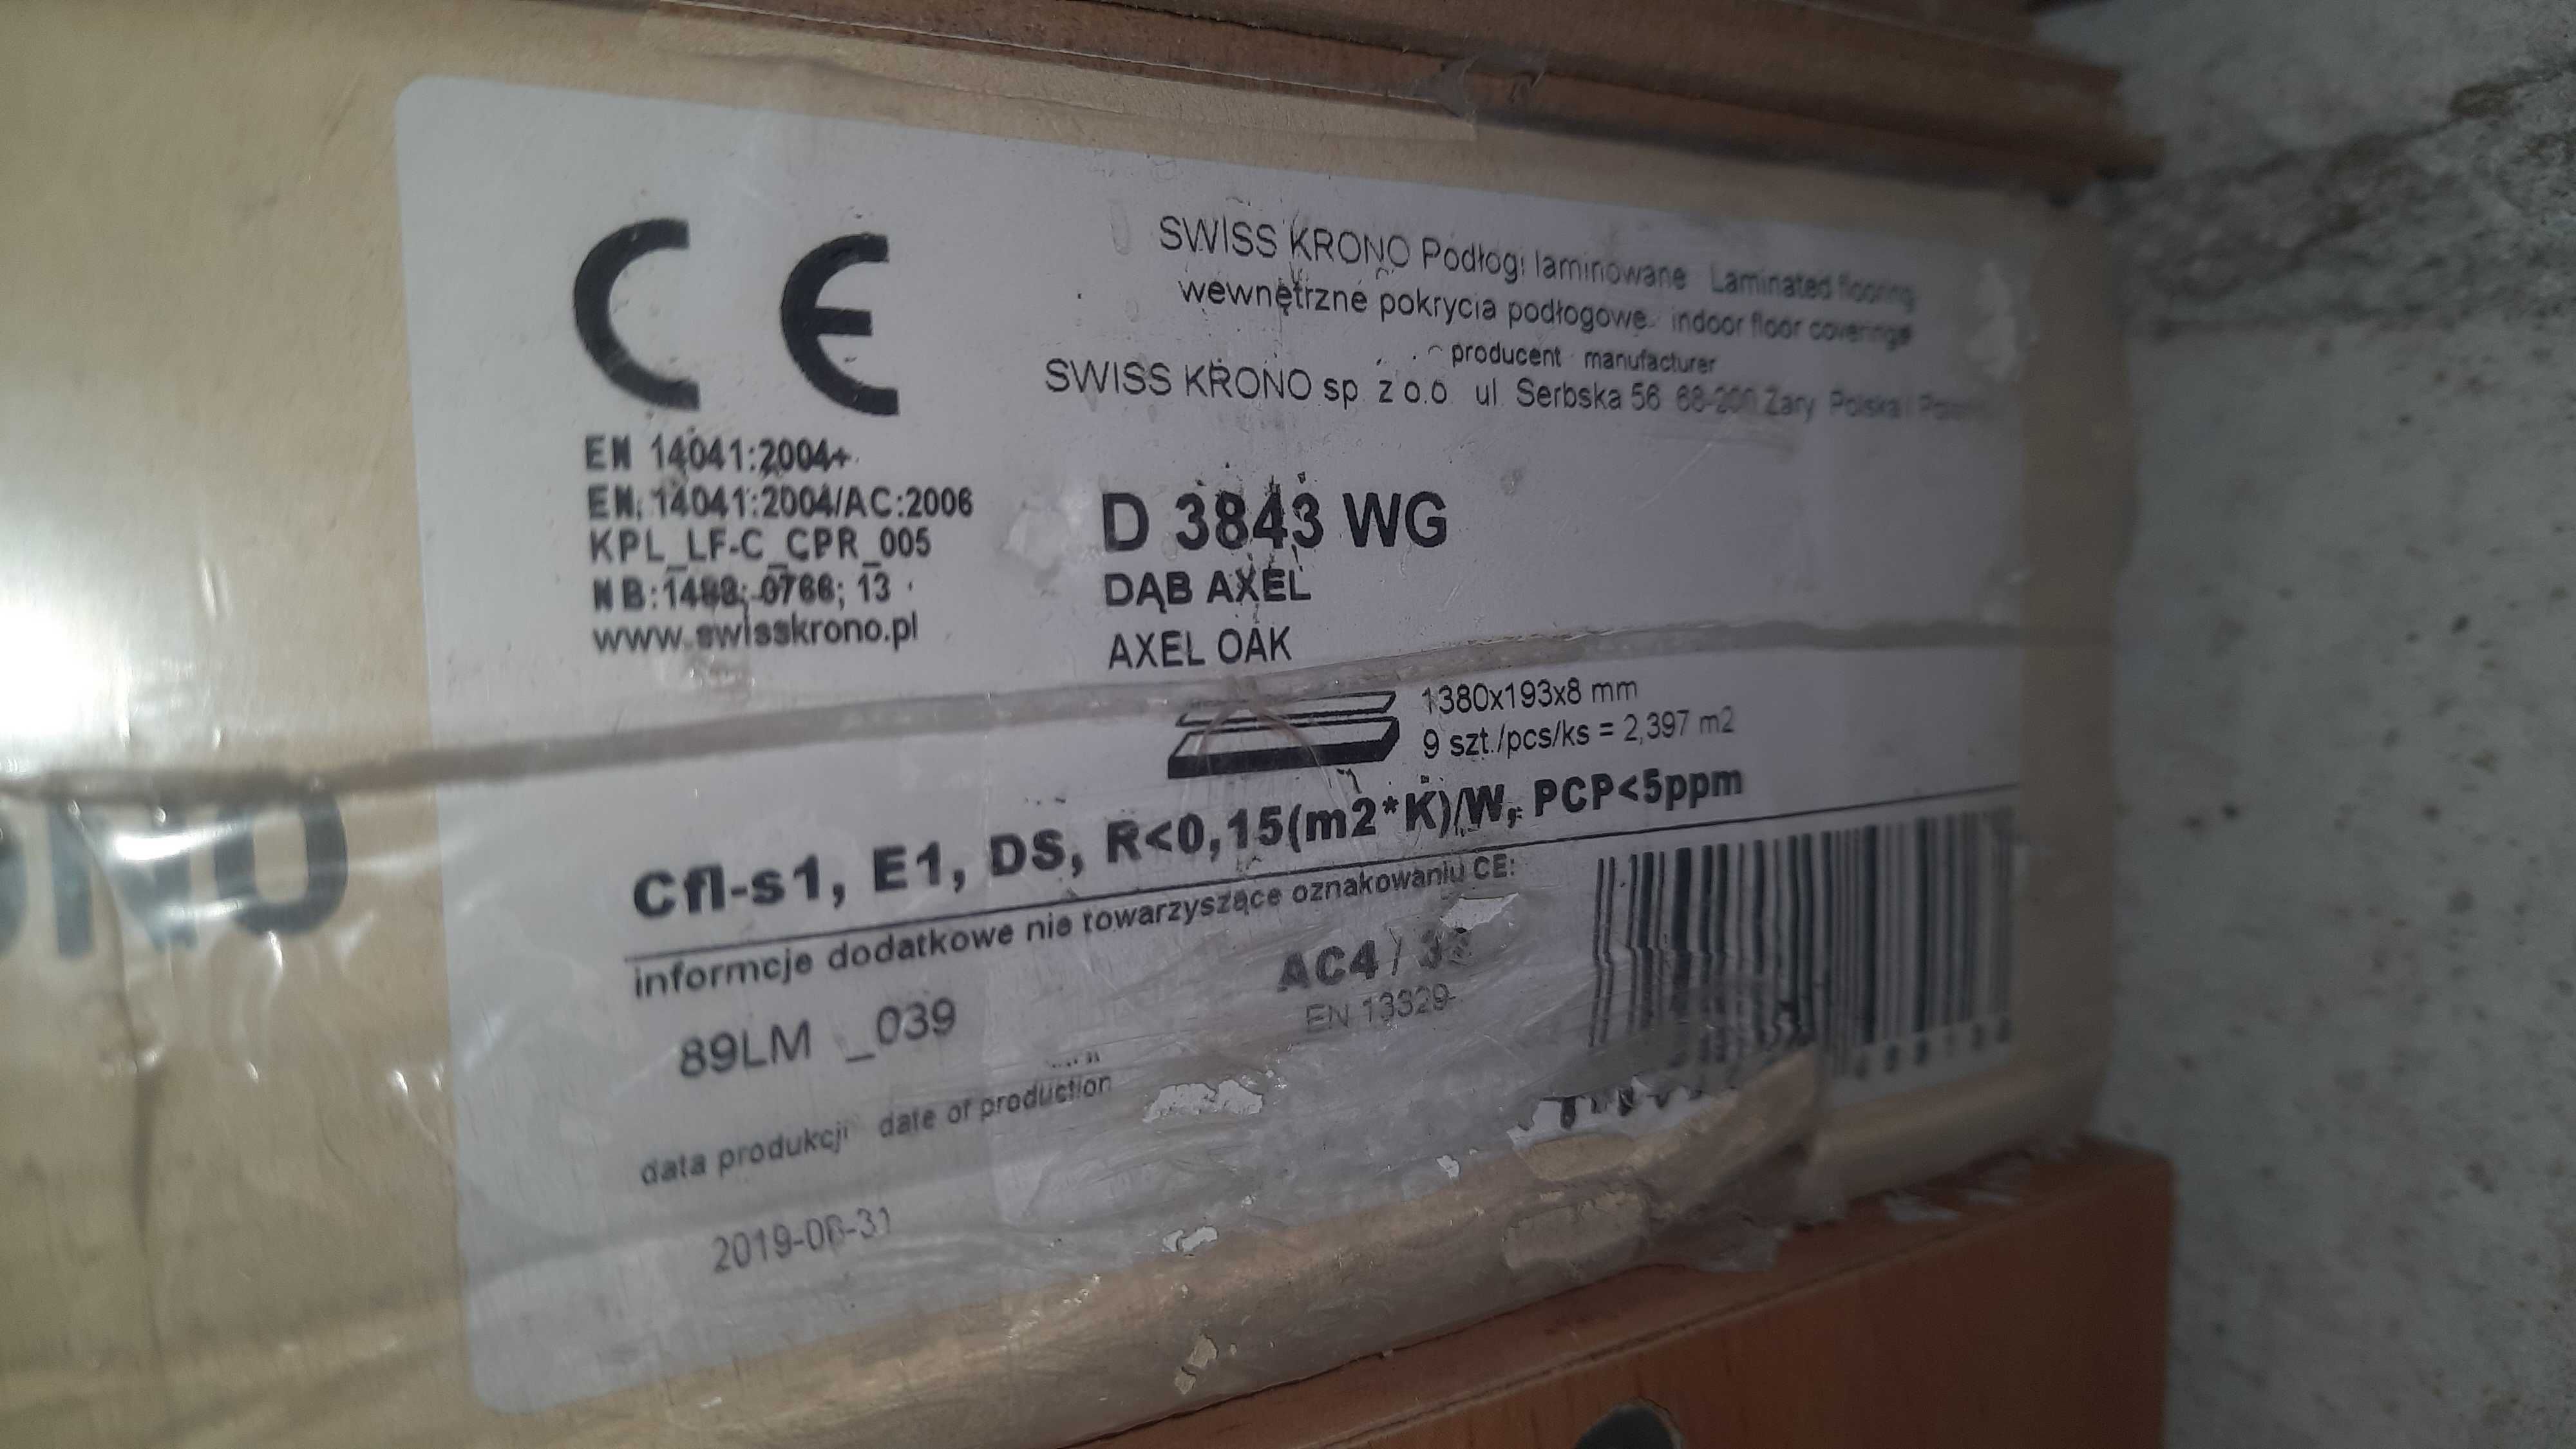 CE
SWISS KRONO Podłogi laminowane Laminated flooring
wewnętrzne pokrycia podłogowe indoor floor coverings
producent manufacturer
SWISS KRONO sp z o.o ul. Serbska 56 68-200 Żary Polska
EN 14041:2004+
EN 14041:2004/AC:2006
KPL_LF-C_CPR_005
NB:1488; 0766; 13
www.swisskrono.pl
D 3843 WG
DĄB AXEL
AXEL OAK
1380x193x8 mm
9 szt./pcs/ks = 2,397 m2
Cfl-s1, E1, DS, R<0,15(m2*K)/W, PCP<5ppm
informcje dodatkowe nie towarzyszące oznakowaniu CE:
89LM _039
AC4 /
EN 13329
data produkcji date of production